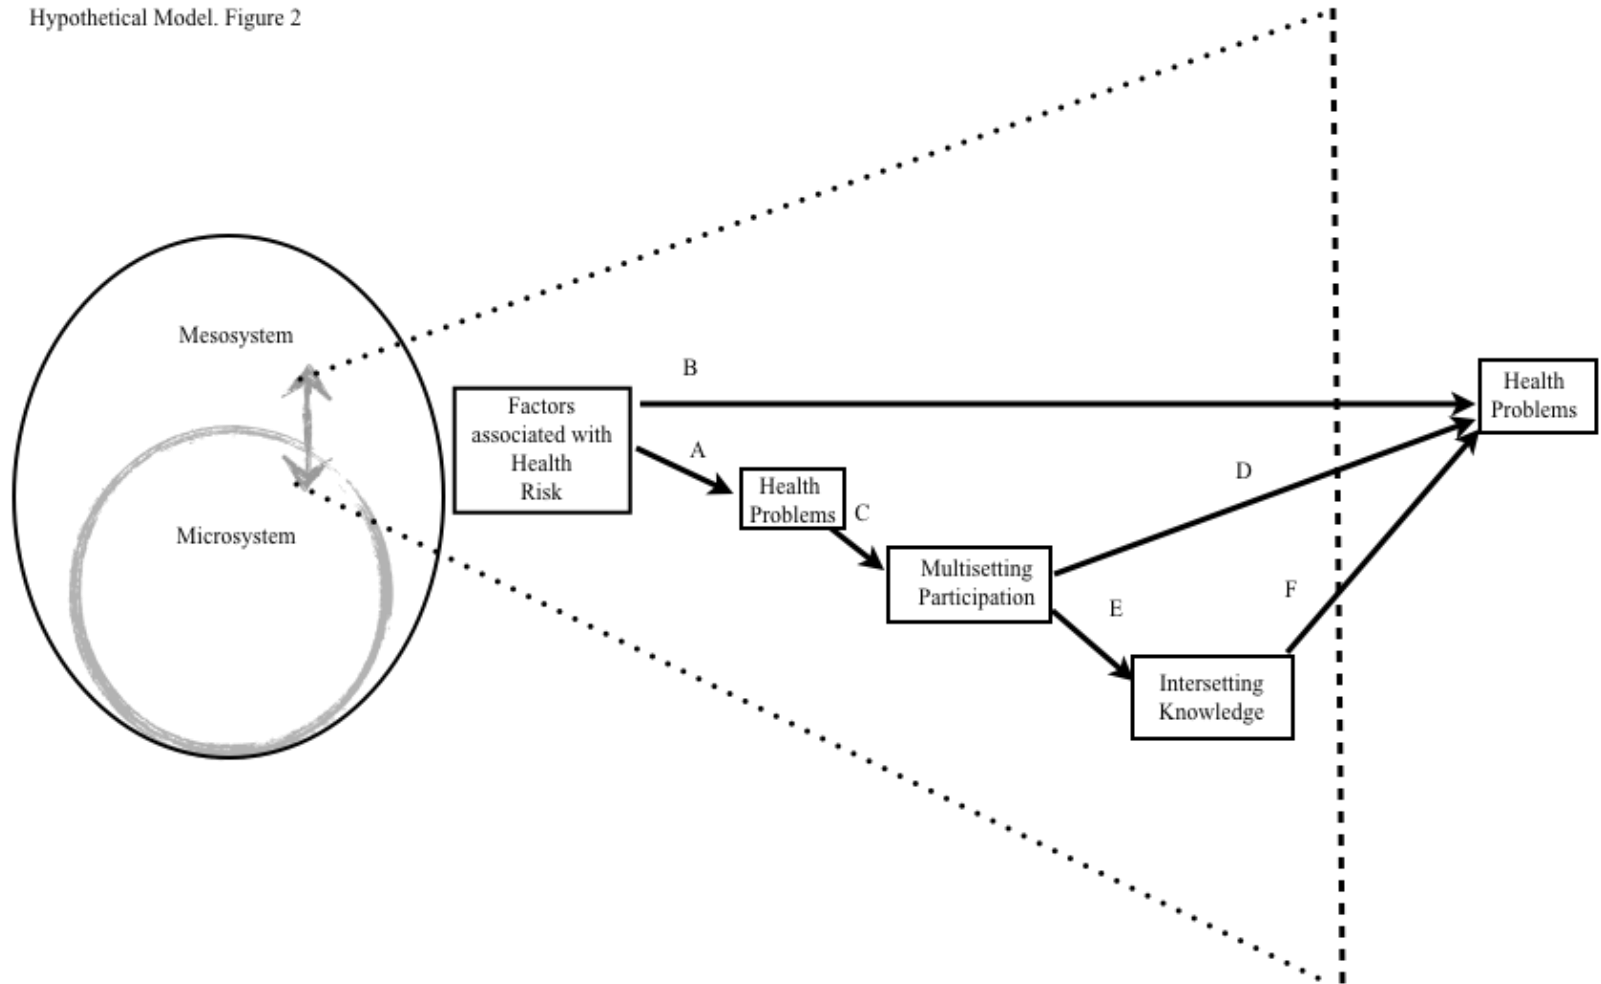 Hypothetical Model. Figure 2
Mesosystem
Microsystem
Factors
associated with
Health
Risk
B
A
Health
Problems
C
Multisetting
Participation
D
E
Intersetting
Knowledge
F
Health
Problems